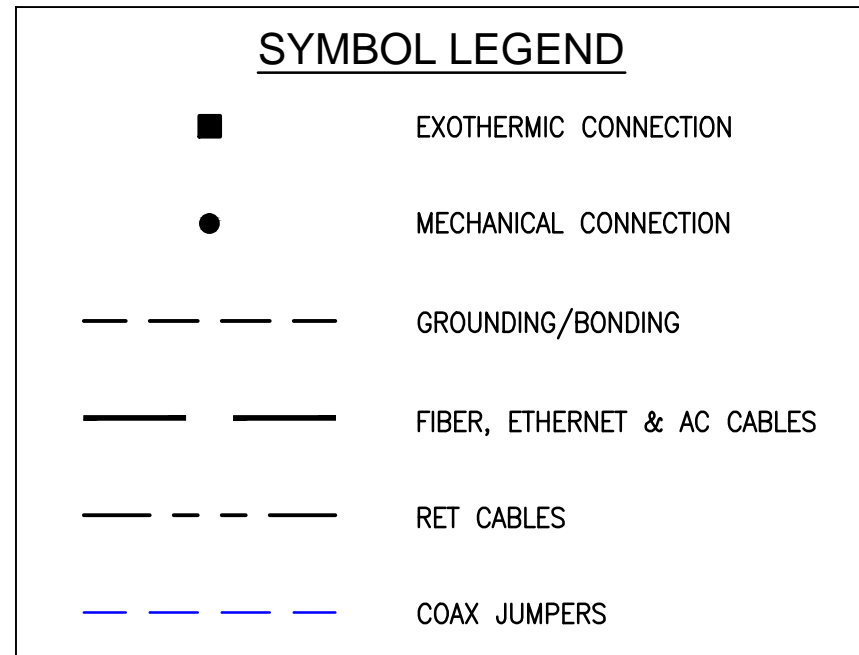 SYMBOL LEGEND
EXOTHERMIC CONNECTION
MECHANICAL CONNECTION
GROUNDING/BONDING
FIBER, ETHERNET & AC CABLES
RET CABLES
COAX JUMPERS